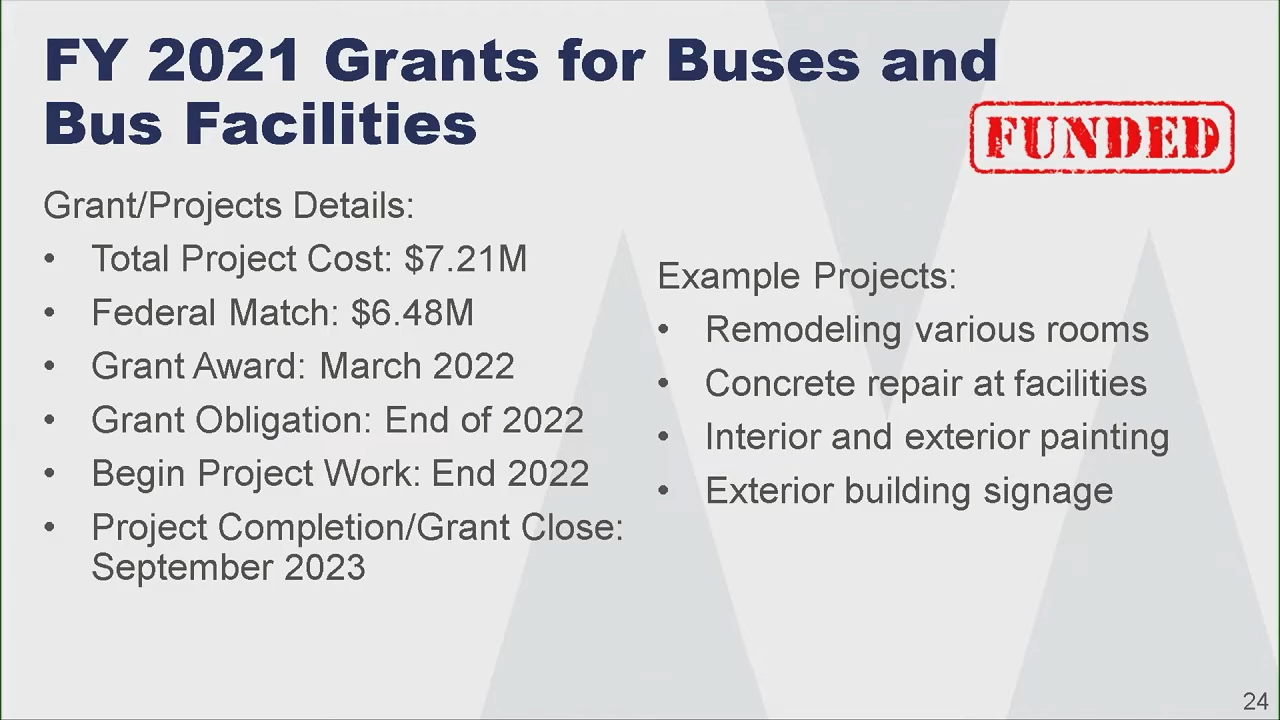 FY 2021 Grants for Buses and
Bus Facilities
FUNDED
Grant/Projects Details:
• Total Project Cost: $7.21M
• Federal Match: $6.48M
• Grant Award: March 2022
• Grant Obligation: End of 2022
• Begin Project Work: End 2022
• Project Completion/Grant Close:
September 2023
Example Projects:
• Remodeling various rooms
• Concrete repair at facilities
• Interior and exterior painting
• Exterior building signage
24